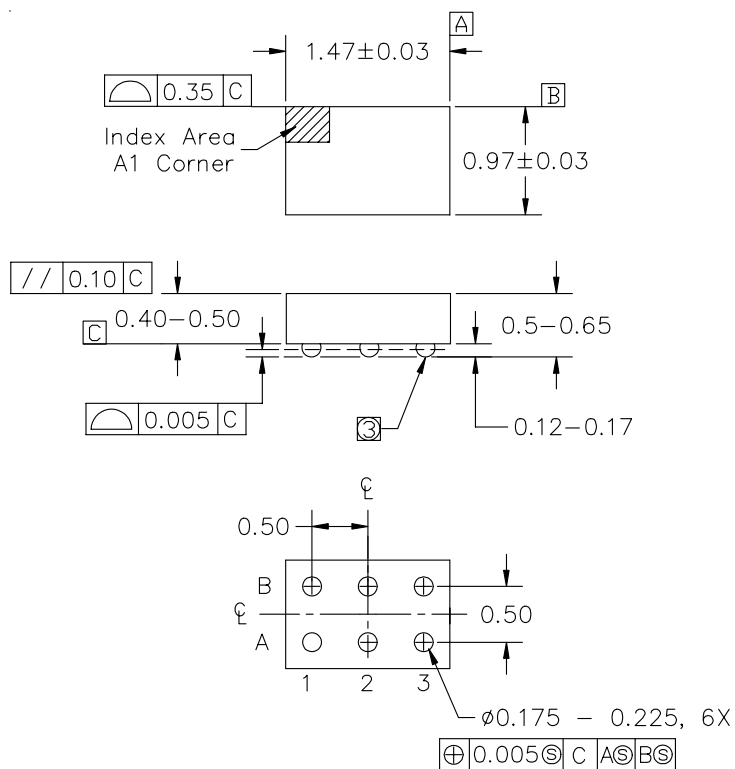 A
1.47±0.03
⌓ 0.35 C
B
Index Area
A1 Corner
0.97±0.03
// 0.10 C
0.40-0.50
0.5-0.65
C
⌓ 0.005 C
3
0.12-0.17
℄
0.50
B
℄
0.50
A
1 2 3
ø0.175 - 0.225, 6X
⌖ 0.005Ⓢ C AⓈ BⓈ